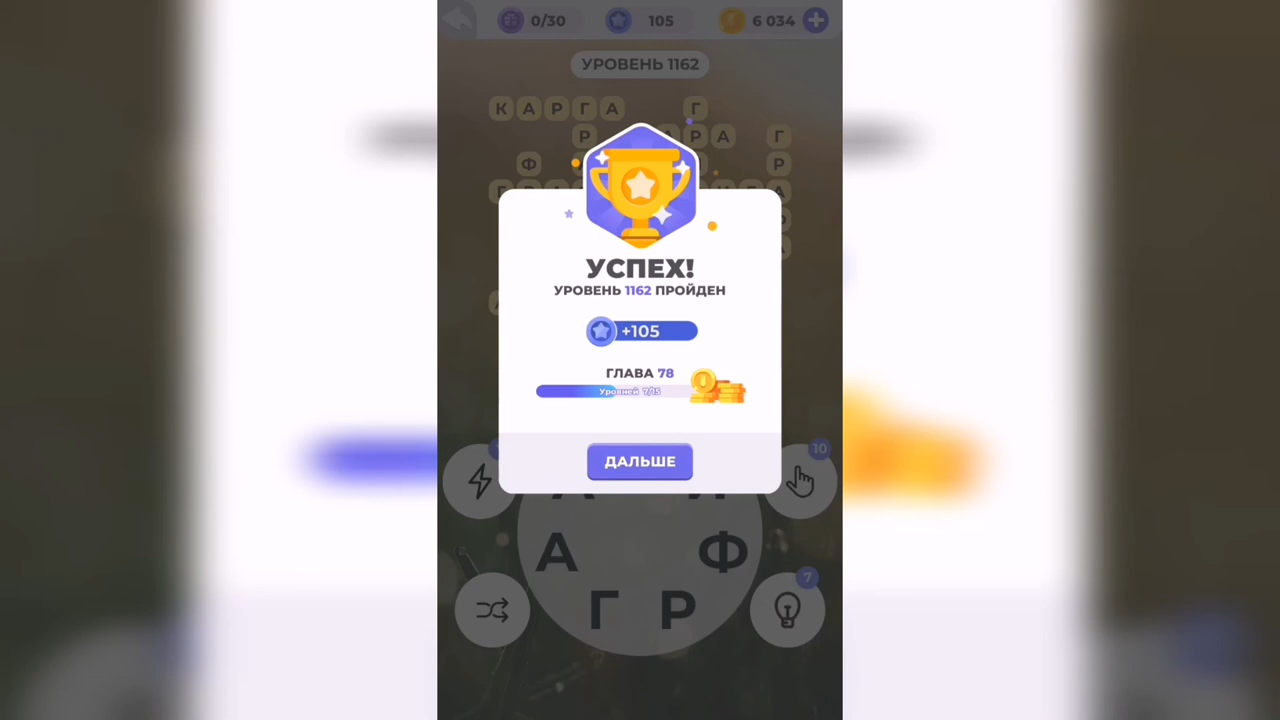 0/30 105 6 034
УРОВЕНЬ 1162
КАРГА Г
Р АРА Г
Ф Р
УСПЕХ!
УРОВЕНЬ 1162 ПРОЙДЕН
+105
ГЛАВА 78
Уровней 7/15
10
ДАЛЬШЕ
А Ф
7
Г Р